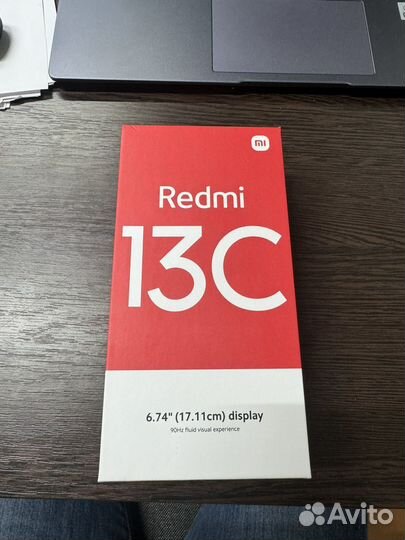 mi
Redmi
13C
6.74" (17.11cm) display
90Hz fluid visual experience
Avito